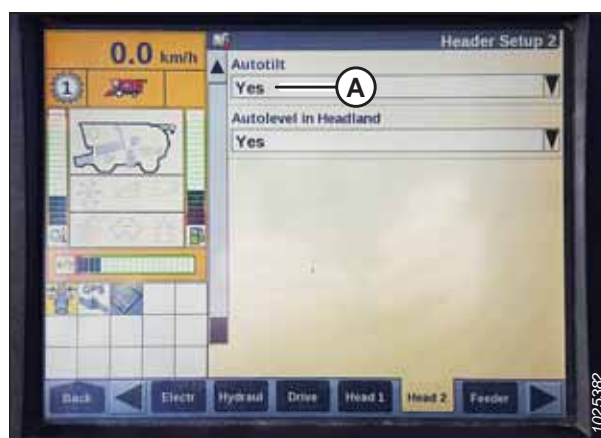 0.0 km/h
Header Setup 2
1
Autotilt
Yes
A
Autolevel in Headland
Yes
Back
Electr
Hydraul
Drive
Head 1
Head 2
Feeder
1025382